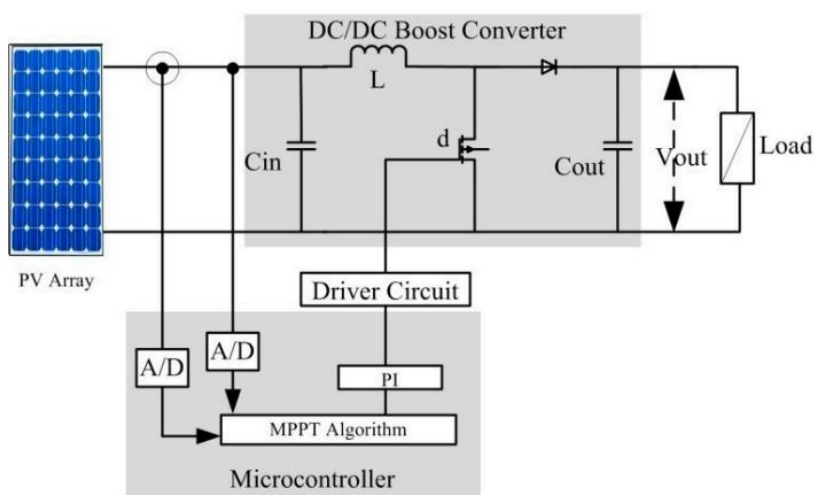 DC/DC Boost Converter
L
d
Cin
Cout
Vout
Load
PV Array
Driver Circuit
A/D
A/D
PI
MPPT Algorithm
Microcontroller